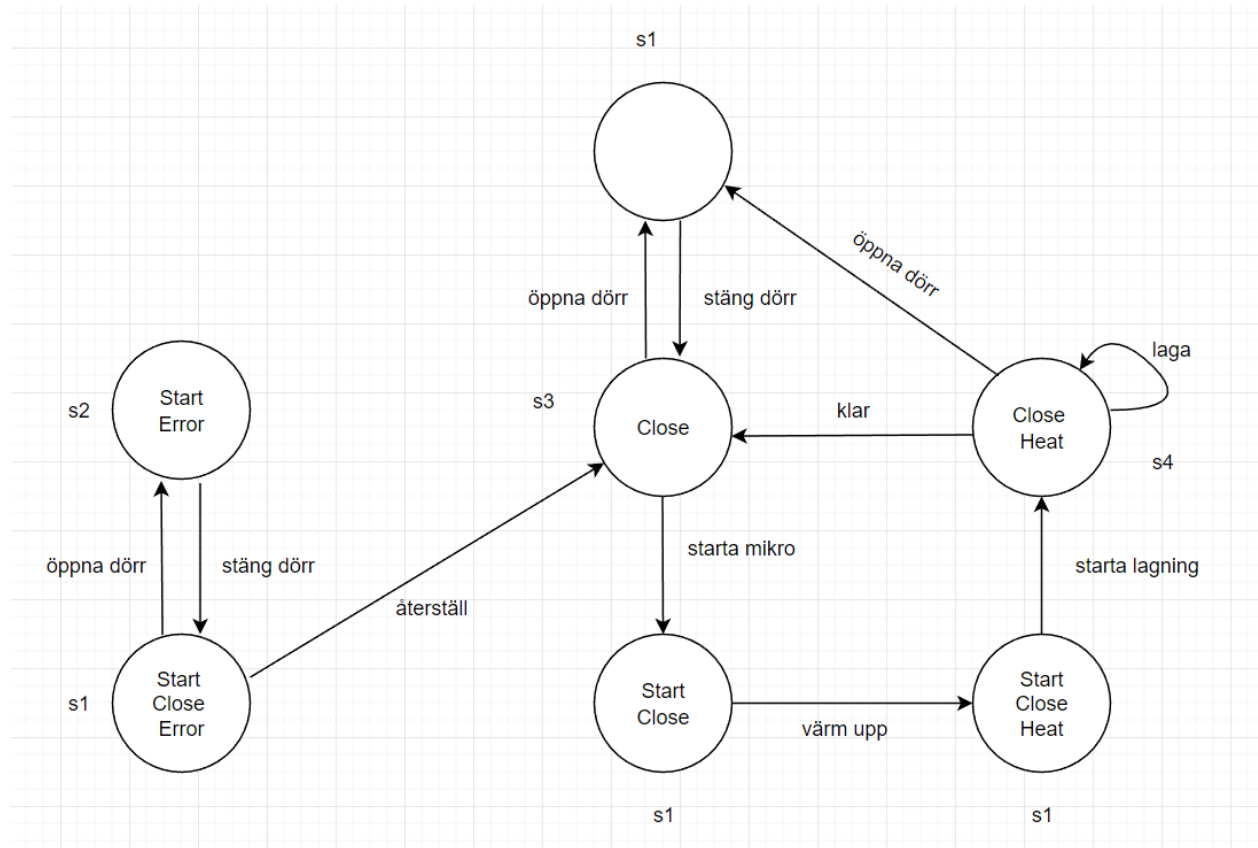 s1
öppna dörr
öppna dörr
stäng dörr
laga
s2
Start
Error
s3
Close
klar
Close
Heat
s4
starta mikro
öppna dörr
stäng dörr
starta lagning
återställ
s1
Start
Close
Error
Start
Close
värm upp
Start
Close
Heat
s1
s1